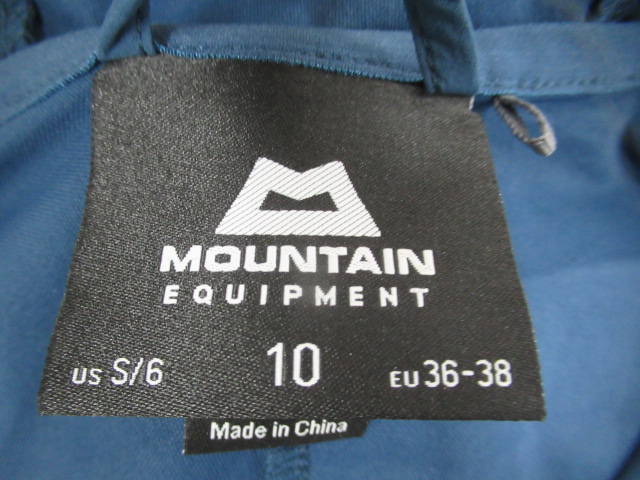 MOUNTAIN
EQUIPMENT
US S/6 10 EU 36-38
Made in China